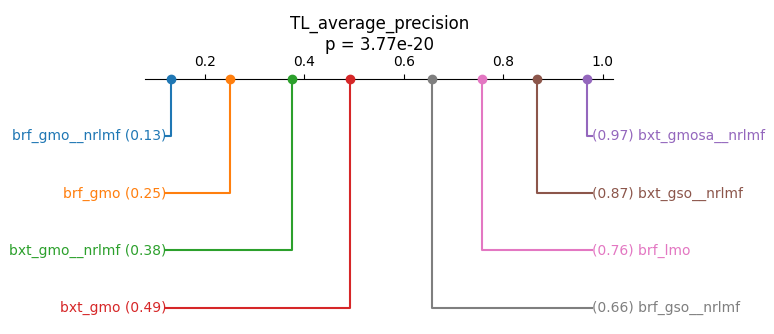 TL_average_precision
p = 3.77e-20
0.2 0.4 0.6 0.8 1.0
brf_gmo__nrlmf (0.13) (0.97) bxt_gmosa__nrlmf
brf_gmo (0.25) (0.87) bxt_gso__nrlmf
bxt_gmo__nrlmf (0.38) (0.76) brf_lmo
bxt_gmo (0.49) (0.66) brf_gso__nrlmf